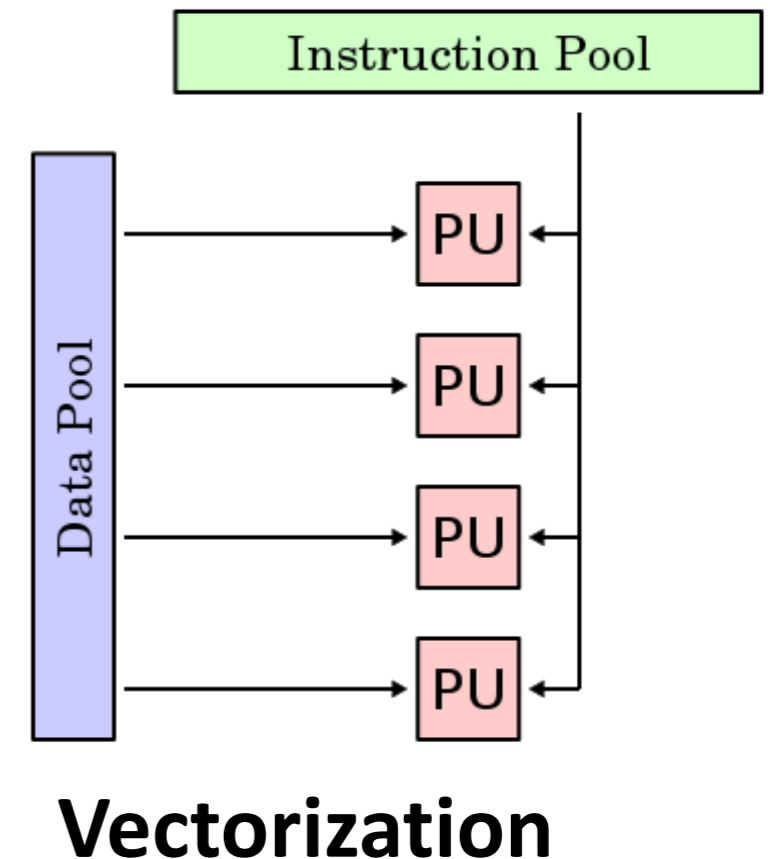 Instruction Pool
Data Pool
PU
PU
PU
PU
Vectorization